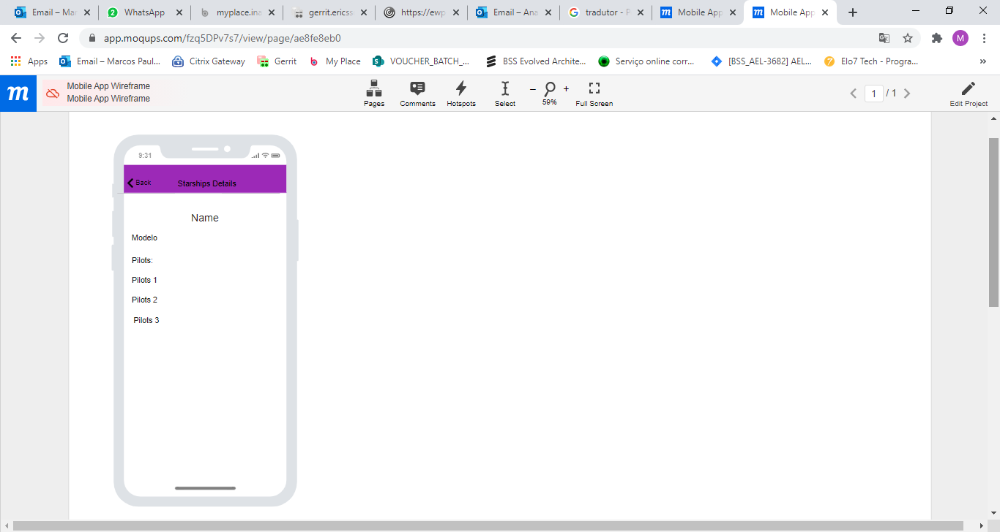 Email – Mar
WhatsApp
myplace.ina
gerrit.ericss
https://ewp
Email – Ana
tradutor - P
Mobile App
Mobile App
app.moqups.com/fzq5DPv7s7/view/page/ae8fe8eb0
M
Apps
Email – Marcos Paul...
Citrix Gateway
Gerrit
My Place
VOUCHER_BATCH_...
BSS Evolved Archite...
Serviço online corr...
[BSS_AEL-3682] AEL...
Elo7 Tech - Progra...
»
m
Mobile App Wireframe
Mobile App Wireframe
Pages
Comments
Hotspots
Select
– +
59%
Full Screen
1 / 1
Edit Project
9:31
Back
Starships Details
Name
Modelo
Pilots:
Pilots 1
Pilots 2
Pilots 3